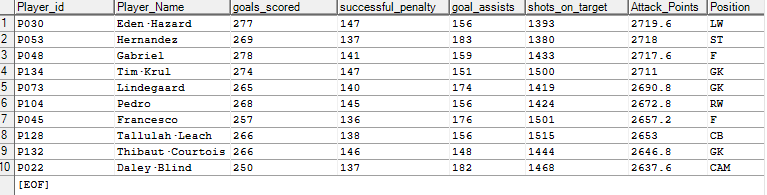 Player_id Player_Name goals_scored successful_penalty goal_assists shots_on_target Attack_Points Position
1 P030 Eden·Hazard 277 147 156 1393 2719.6 LW
2 P053 Hernandez 269 137 183 1380 2718 ST
3 P048 Gabriel 278 141 159 1433 2717.6 F
4 P134 Tim·Krul 274 147 151 1500 2711 GK
5 P073 Lindegaard 265 140 174 1419 2690.8 GK
6 P104 Pedro 268 145 156 1424 2672.8 RW
7 P045 Francesco 257 136 176 1501 2657.2 F
8 P128 Tallulah·Leach 266 138 156 1515 2653 CB
9 P132 Thibaut·Courtois 266 146 148 1444 2646.8 GK
10 P022 Daley·Blind 250 137 182 1468 2637.6 CAM
[EOF]